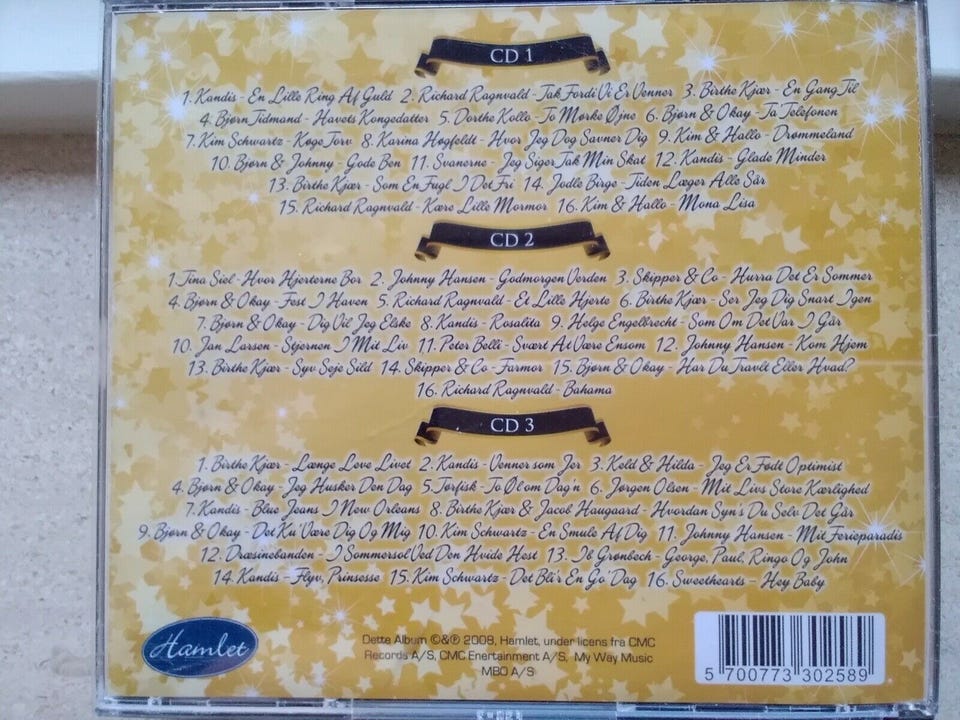 CD 1
1. Kandis - En Lille Ring Af Guld 2. Richard Ragnvald - Tak Fordi Vi Er Venner 3. Birthe Kjær - En Gang Til
4. Bjørn Tidmand - Havets Kongedatter 5. Dorthe Kollo - To Mørke Øjne 6. Bjørn & Okay - Ta Telefonen
7. Kim Schwartz - Køge Torv 8. Karina Høgfeldt - Hvor Jeg Dog Savner Dig 9. Kim & Hallo - Drømmeland
10. Bjørn & Johnny - Gode Ben 11. Svanerne - Jeg Siger Tak Min Skat 12. Kandis - Glade Minder
13. Birthe Kjær - Som En Fugl I Det Fri 14. Jodle Birge - Tiden Læger Alle Sår
15. Richard Ragnvald - Kære Lille Mormor 16. Kim & Hallo - Mona Lisa
CD 2
1. Tina Siel - Hvor Hjerterne Bor 2. Johnny Hansen - Godmorgen Verden 3. Skipper & Co - Hurra Det Er Sommer
4. Bjørn & Okay - Fest I Haven 5. Richard Ragnvald - Et Lille Hjerte 6. Birthe Kjær - Ser Jeg Dig Snart Igen
7. Bjørn & Okay - Dig Vil Jeg Elske 8. Kandis - Rosalita 9. Helge Engelbrecht - Som Om Det Var I Går
10. Jan Larsen - Stjernen I Mit Liv 11. Peter Belli - Svært At Være Ensom 12. Johnny Hansen - Kom Hjem
13. Birthe Kjær - Syv Seje Sild 14. Skipper & Co - Farmor 15. Bjørn & Okay - Har Du Travlt Eller Hvad?
16. Richard Ragnvald - Bahama
CD 3
1. Birthe Kjær - Længe Leve Livet 2. Kandis - Venner som Jer 3. Keld & Hilda - Jeg Er Født Optimist
4. Bjørn & Okay - Jeg Husker Den Dag 5. Tørfisk - To Øl om Dag'n 6. Jørgen Olsen - Mit Livs Store Kærlighed
7. Kandis - Blue Jeans I New Orleans 8. Birthe Kjær & Jacob Haugaard - Hvordan Syn's Du Selv Det Går
9. Bjørn & Okay - Det Ku' Være Dig Og Mig 10. Kim Schwartz - En Smule Af Dig 11. Johnny Hansen - Mit Ferieparadis
12. Dræsinebanden - I Sommersol Ved Den Hvide Hest 13. Ib Grønbech - George, Paul, Ringo Og John
14. Kandis - Flyv, Prinsesse 15. Kim Schwartz - Det Bli'r En Go' Dag 16. Sweethearts - Hey Baby
Hamlet
Dette Album ©&℗ 2008, Hamlet, under licens fra CMC
Records A/S, CMC Enertainment A/S, My Way Music
MBO A/S
5 700773 302589